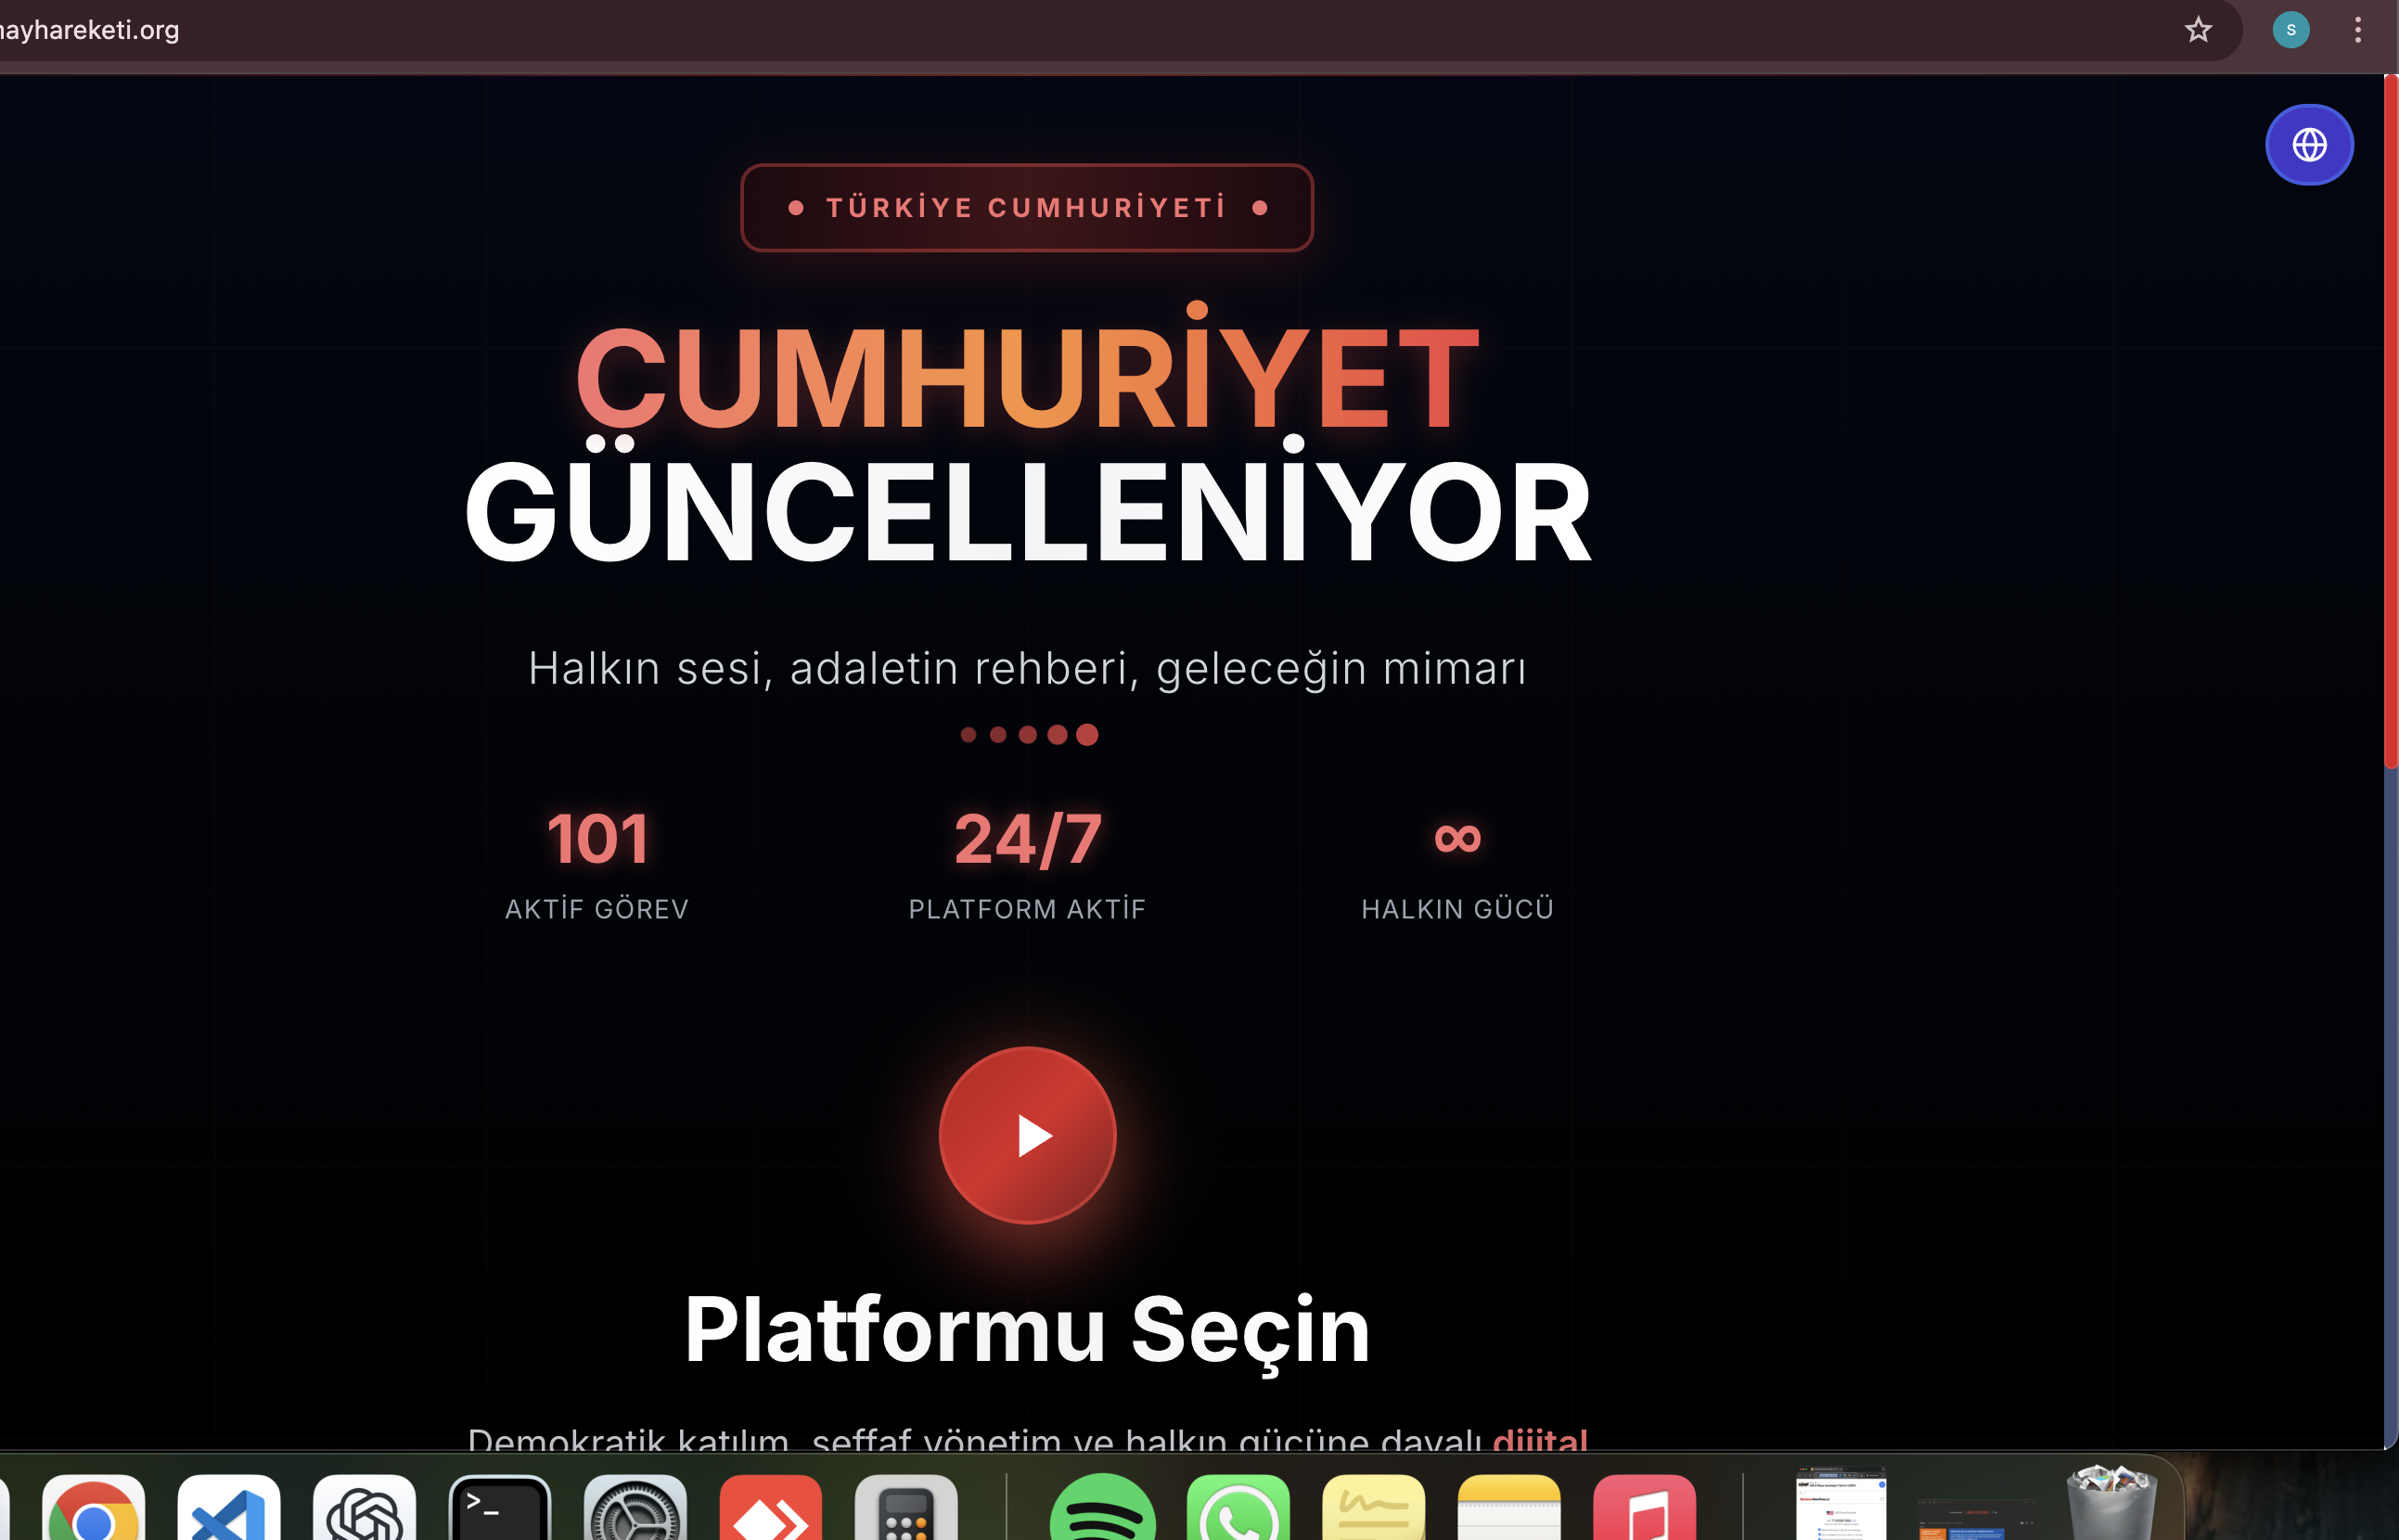 nayhareketi.org
S
TÜRKİYE CUMHURİYETİ
CUMHURİYET
GÜNCELLENİYOR
Halkın sesi, adaletin rehberi, geleceğin mimarı
101
24/7
∞
AKTİF GÖREV
PLATFORM AKTİF
HALKIN GÜCÜ
Platformu Seçin
Demokratik katılım, şeffaf yönetim ve halkın gücüne dayalı dijital
>_